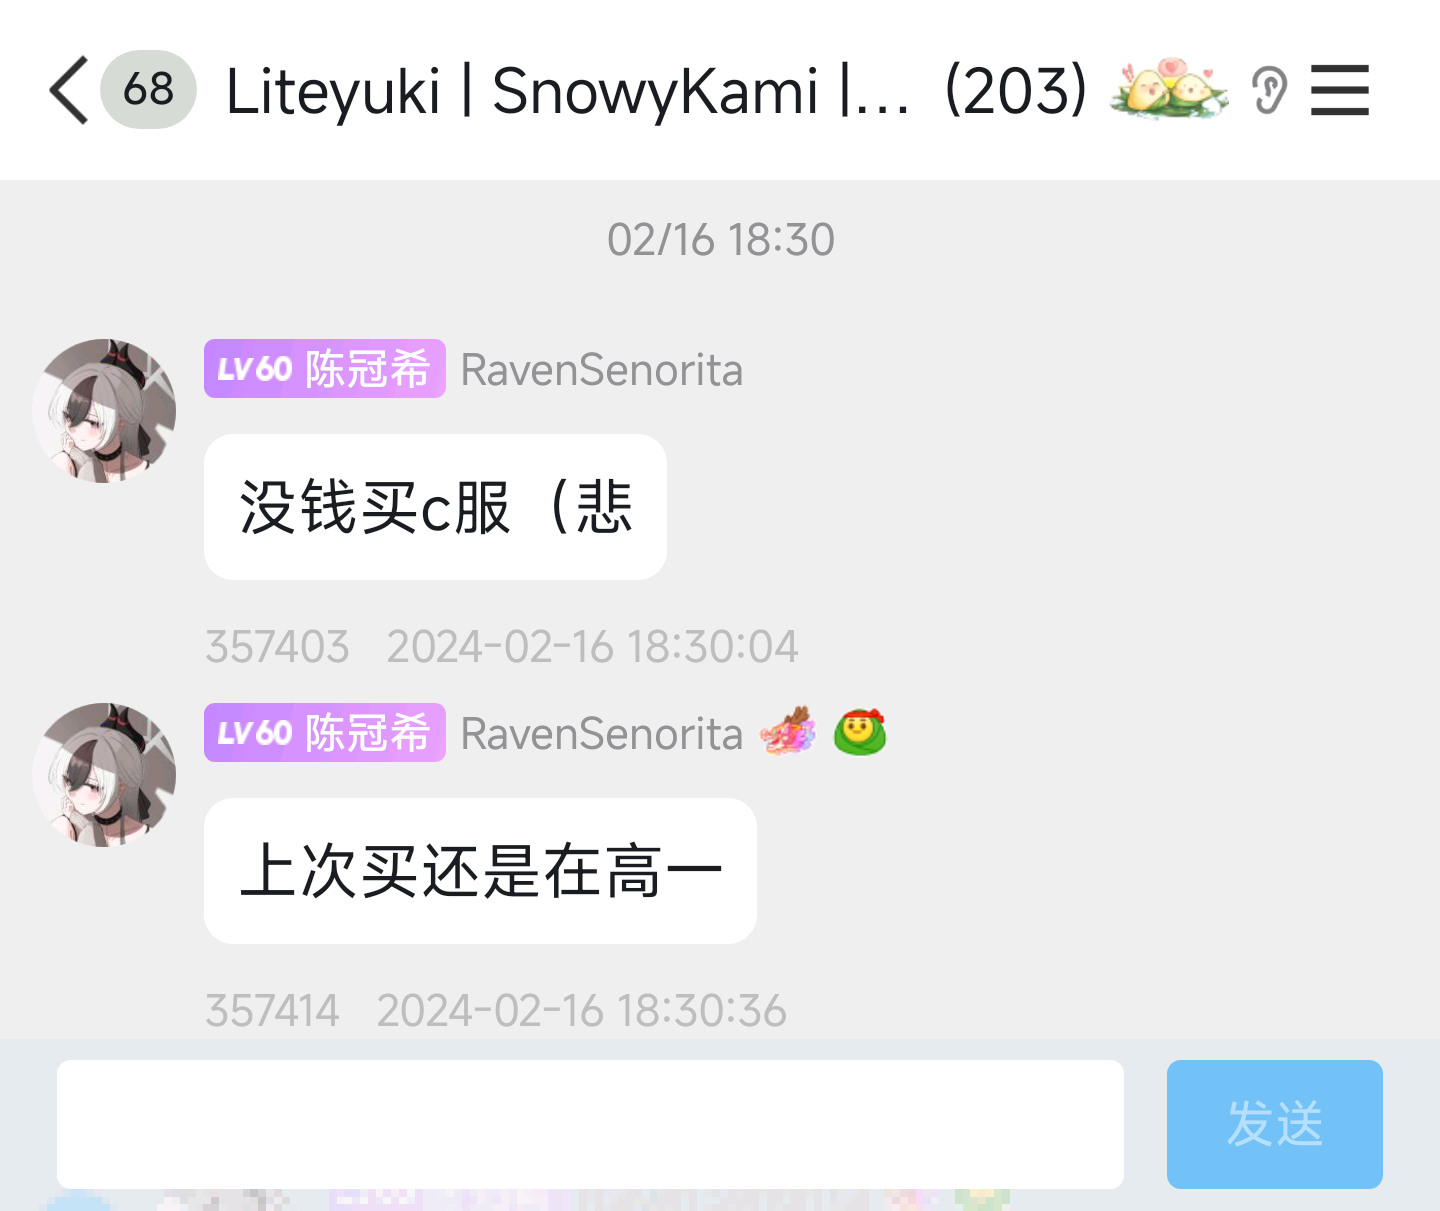 68 Liteyuki | SnowyKami |... (203)
02/16 18:30
LV60 陈冠希 RavenSenorita
没钱买c服（悲
357403 2024-02-16 18:30:04
LV60 陈冠希 RavenSenorita
上次买还是在高一
357414 2024-02-16 18:30:36
发送